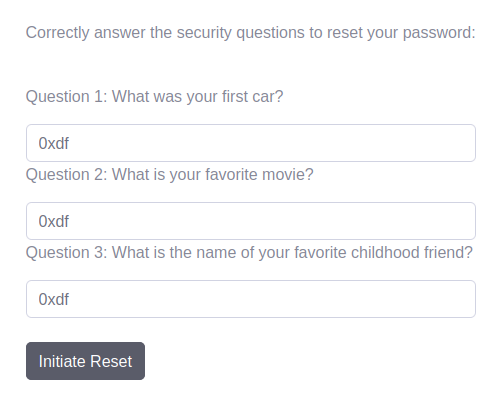 Correctly answer the security questions to reset your password:
Question 1: What was your first car?
0xdf
Question 2: What is your favorite movie?
0xdf
Question 3: What is the name of your favorite childhood friend?
0xdf
Initiate Reset